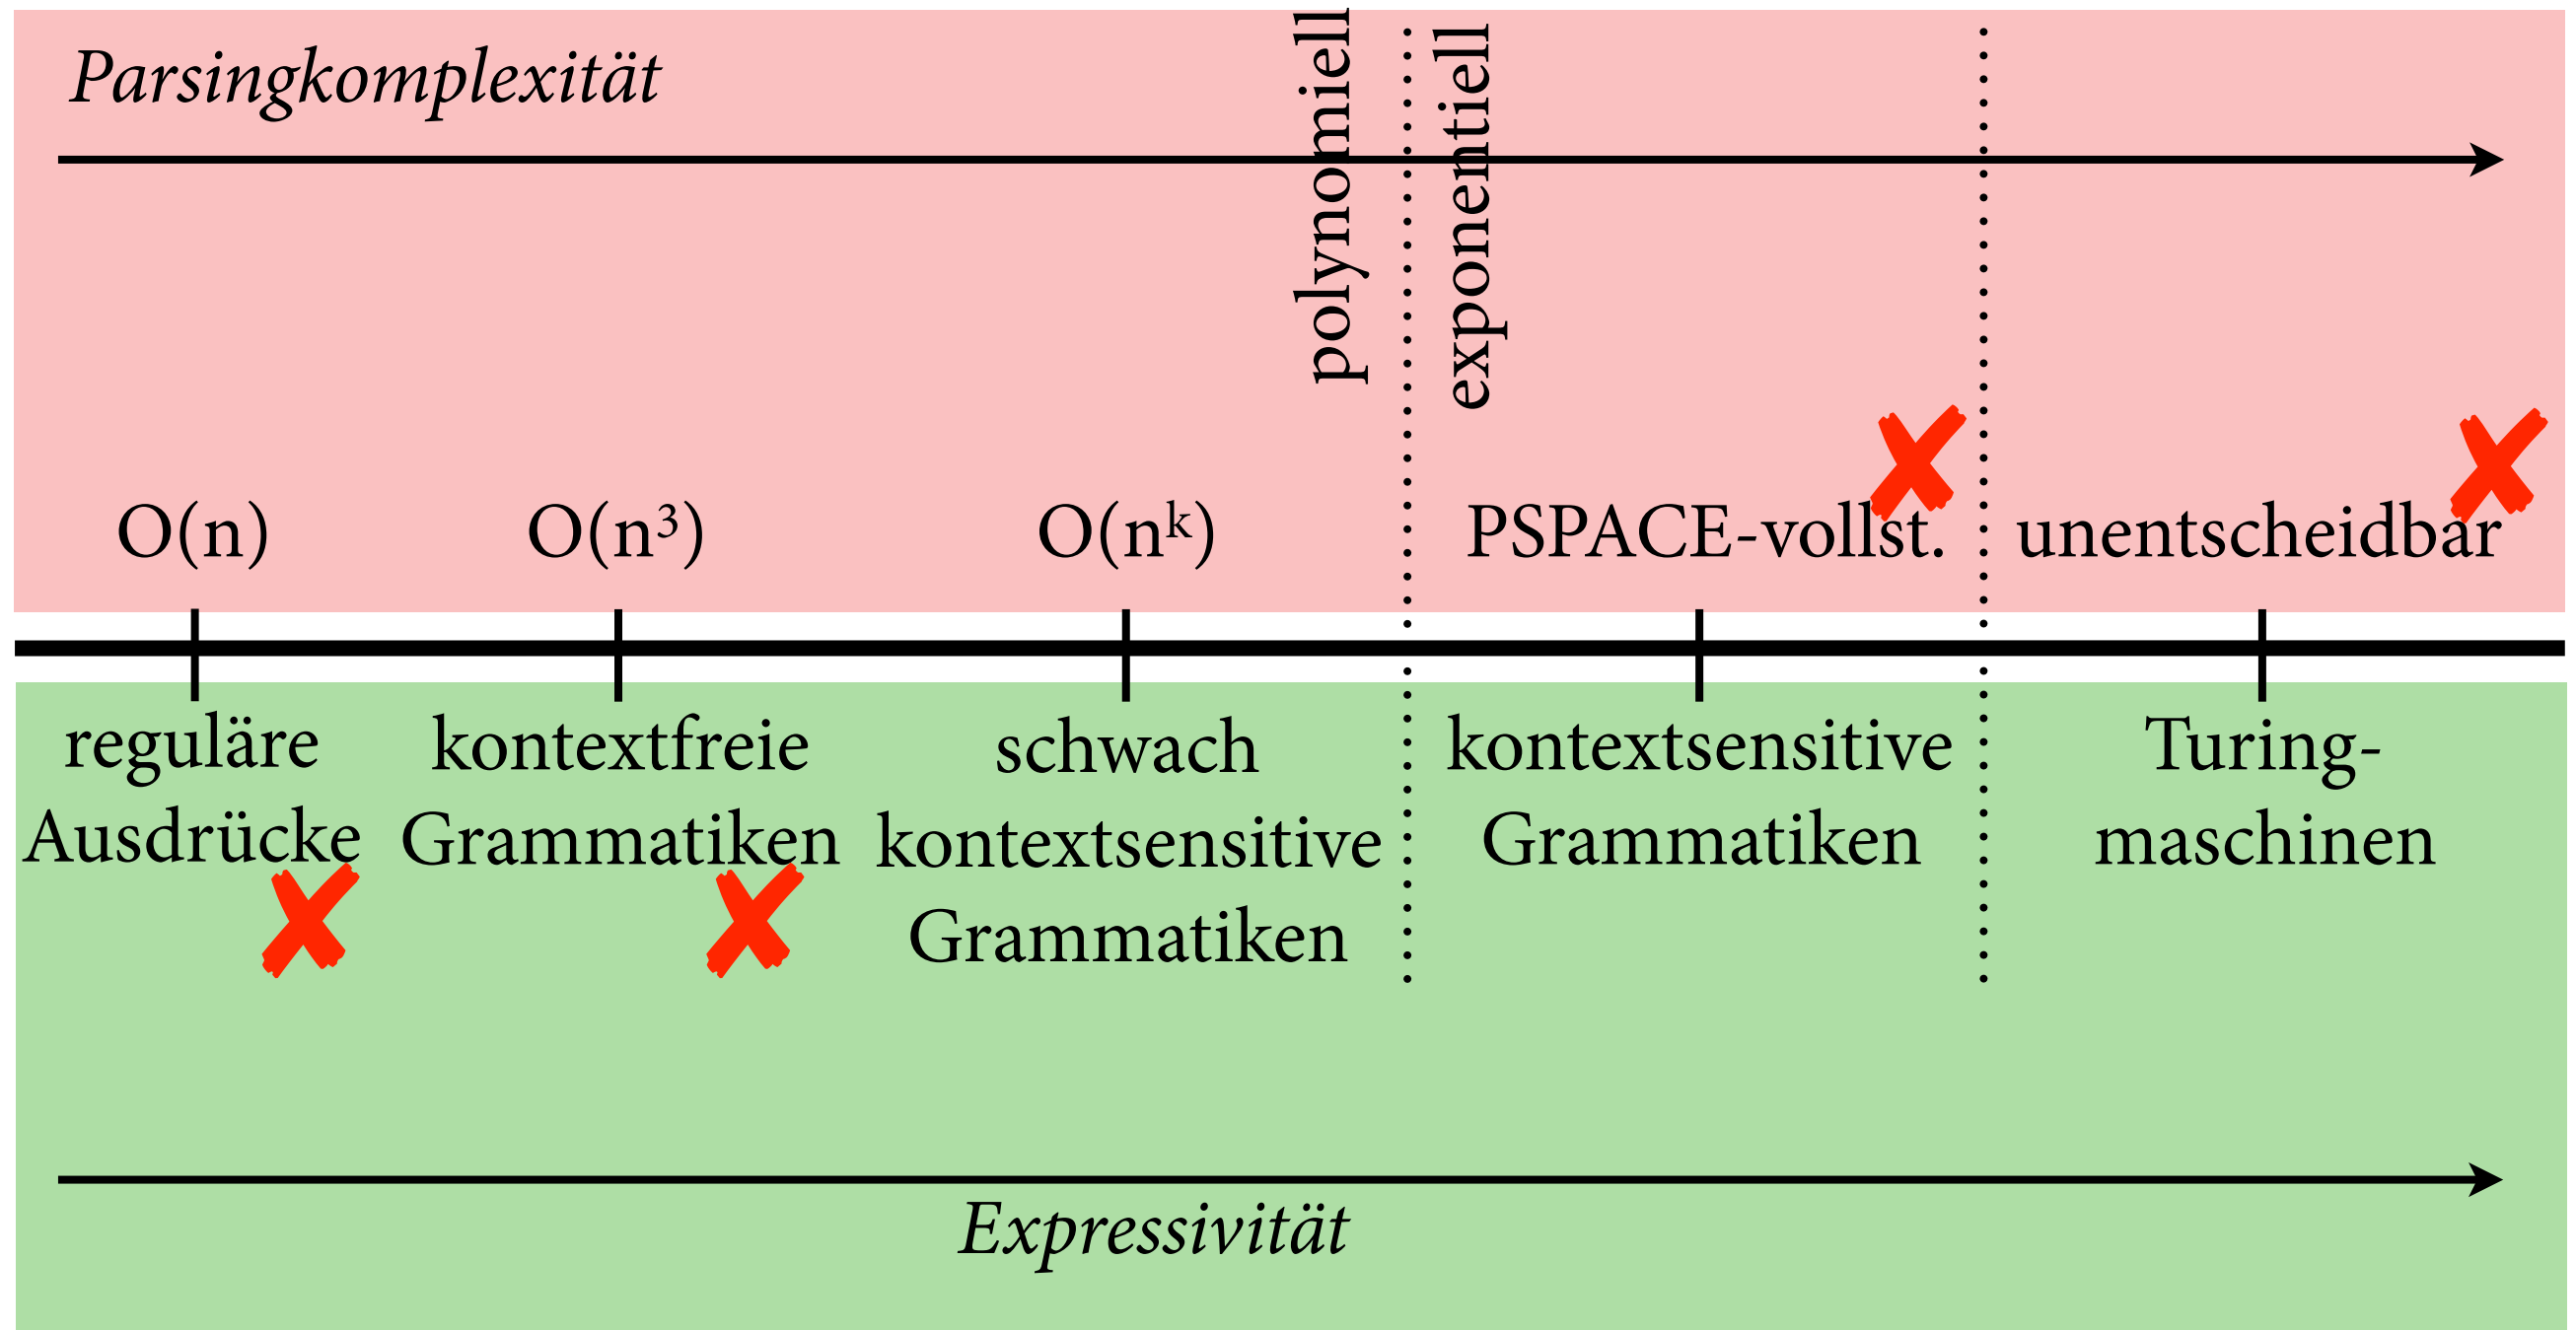 Parsingkomplexität
polynomiell
exponentiell
O(n)
O(n³)
O(nᵏ)
PSPACE-vollst.
unentscheidbar
reguläre
Ausdrücke
kontextfreie
Grammatiken
schwach
kontextsensitive
Grammatiken
kontextsensitive
Grammatiken
Turing-
maschinen
Expressivität